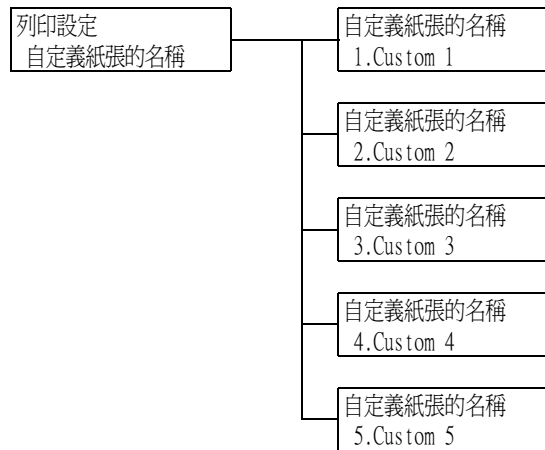 列印設定
自定義紙張的名稱
自定義紙張的名稱
1.Custom 1
自定義紙張的名稱
2.Custom 2
自定義紙張的名稱
3.Custom 3
自定義紙張的名稱
4.Custom 4
自定義紙張的名稱
5.Custom 5